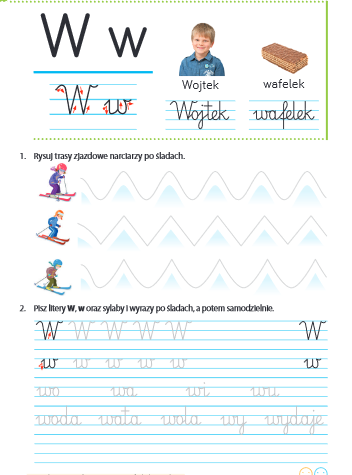 W w
Wojtek wafelek
W w Wojtek wafelek
1. Rysuj trasy zjazdowe narciarzy po śladach.
2. Pisz litery W, w oraz sylaby i wyrazy po śladach, a potem samodzielnie.
W W W W W W
w w w w w w
wo wa wi wu
woda wata wola wy wydaje